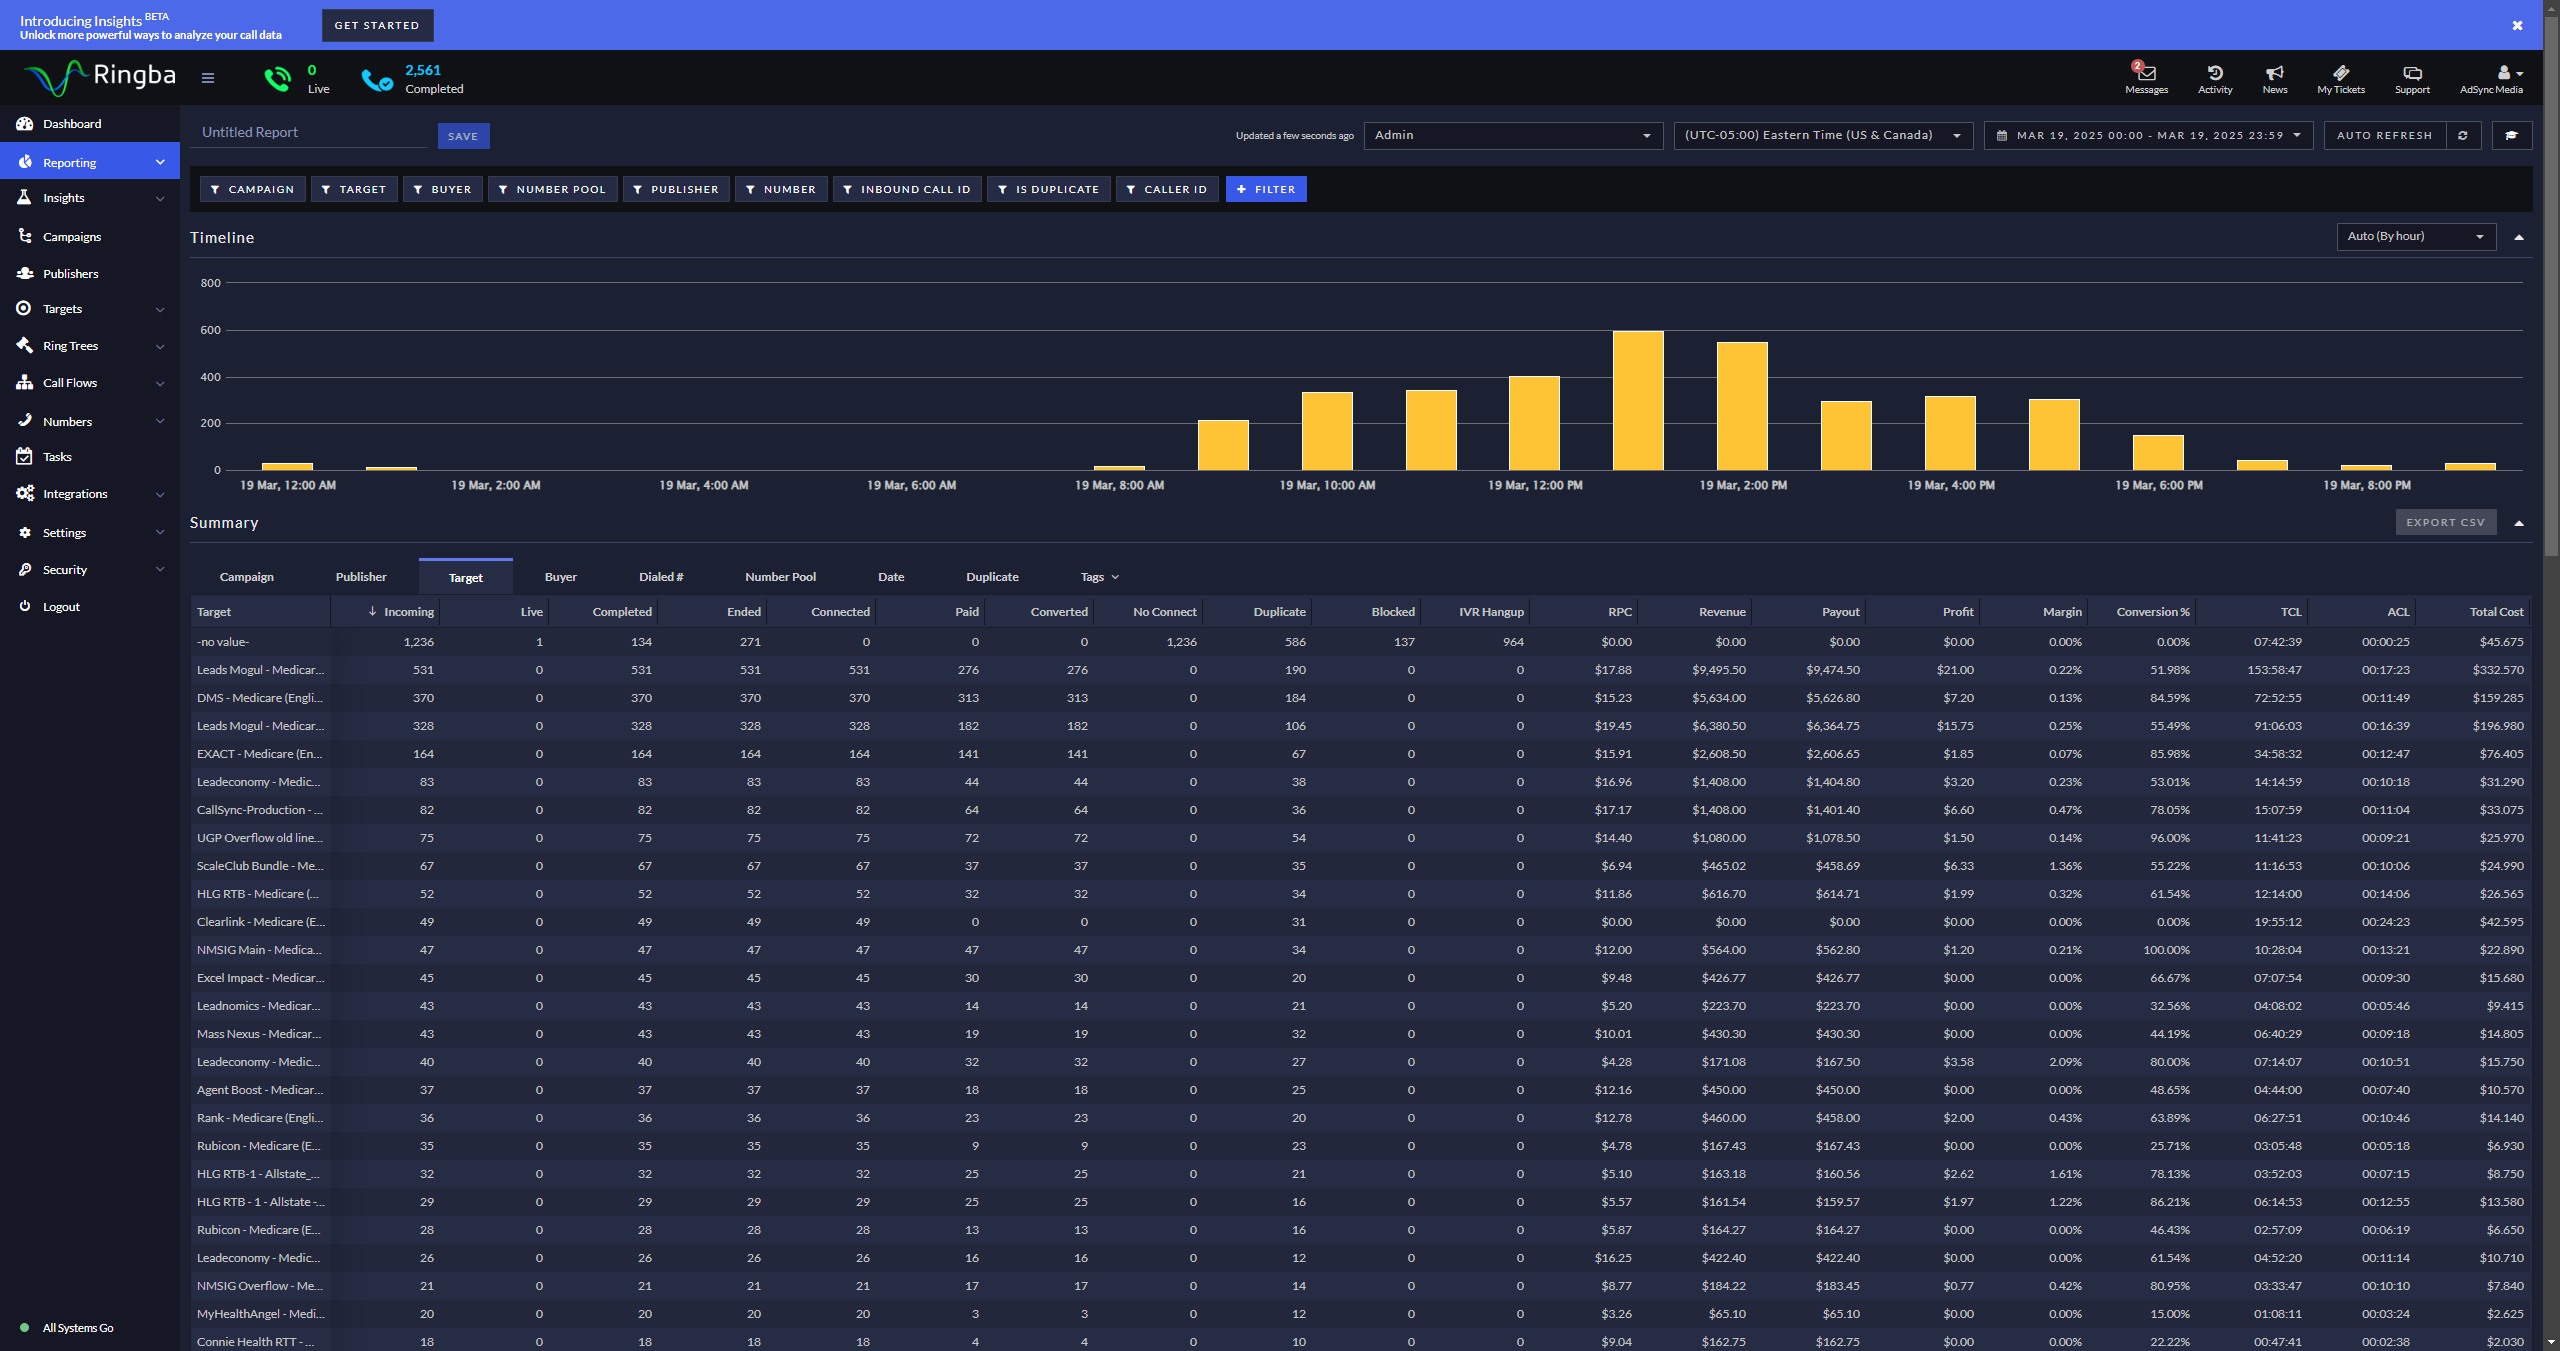 Introducing Insights BETA
Unlock more powerful ways to analyze your call data
GET STARTED
Ringba
0
Live
2,561
Completed
2
Messages
Activity
News
My Tickets
Support
AdSync Media
Dashboard
Reporting
Insights
Campaigns
Publishers
Targets
Ring Trees
Call Flows
Numbers
Tasks
Integrations
Settings
Security
Logout
All Systems Go
Untitled Report
SAVE
Updated a few seconds ago
Admin
(UTC-05:00) Eastern Time (US & Canada)
MAR 19, 2025 00:00 - MAR 19, 2025 23:59
AUTO REFRESH
CAMPAIGN TARGET BUYER NUMBER POOL PUBLISHER NUMBER INBOUND CALL ID IS DUPLICATE CALLER ID + FILTER
Timeline
Auto (By hour)
800
600
400
200
0
19 Mar, 12:00 AM 19 Mar, 2:00 AM 19 Mar, 4:00 AM 19 Mar, 6:00 AM 19 Mar, 8:00 AM 19 Mar, 10:00 AM 19 Mar, 12:00 PM 19 Mar, 2:00 PM 19 Mar, 4:00 PM 19 Mar, 6:00 PM 19 Mar, 8:00 PM
Summary
EXPORT CSV
Campaign Publisher Target Buyer Dialed # Number Pool Date Duplicate Tags
Target Incoming Live Completed Ended Connected Paid Converted No Connect Duplicate Blocked IVR Hangup RPC Revenue Payout Profit Margin Conversion % TCL ACL Total Cost
-no value- 1,236 1 134 271 0 0 0 1,236 586 137 964 $0.00 $0.00 $0.00 $0.00 0.00% 0.00% 07:42:39 00:00:25 $45.675
Leads Mogul - Medicar... 531 0 531 531 531 276 276 0 190 0 0 $17.88 $9,495.50 $9,474.50 $21.00 0.22% 51.98% 153:58:47 00:17:23 $332.570
DMS - Medicare (Engli... 370 0 370 370 370 313 313 0 184 0 0 $15.23 $5,634.00 $5,626.80 $7.20 0.13% 84.59% 72:52:55 00:11:49 $159.285
Leads Mogul - Medicar... 328 0 328 328 328 182 182 0 106 0 0 $19.45 $6,380.50 $6,364.75 $15.75 0.25% 55.49% 91:06:03 00:16:39 $196.980
EXACT - Medicare (En... 164 0 164 164 164 141 141 0 67 0 0 $15.91 $2,608.50 $2,606.65 $1.85 0.07% 85.98% 34:58:32 00:12:47 $76.405
Leadeconomy - Medic... 83 0 83 83 83 44 44 0 38 0 0 $16.96 $1,408.00 $1,404.80 $3.20 0.23% 53.01% 14:14:59 00:10:18 $31.290
CallSync-Production - ... 82 0 82 82 82 64 64 0 36 0 0 $17.17 $1,408.00 $1,401.40 $6.60 0.47% 78.05% 15:07:59 00:11:04 $33.075
UGP Overflow old line... 75 0 75 75 75 72 72 0 54 0 0 $14.40 $1,080.00 $1,078.50 $1.50 0.14% 96.00% 11:41:23 00:09:21 $25.970
ScaleClub Bundle - Me... 67 0 67 67 67 37 37 0 35 0 0 $6.94 $465.02 $458.69 $6.33 1.36% 55.22% 11:16:53 00:10:06 $24.990
HLG RTB - Medicare (... 52 0 52 52 52 32 32 0 34 0 0 $11.86 $616.70 $614.71 $1.99 0.32% 61.54% 12:14:00 00:14:06 $26.565
Clearlink - Medicare (E... 49 0 49 49 49 0 0 0 31 0 0 $0.00 $0.00 $0.00 $0.00 0.00% 0.00% 19:55:12 00:24:23 $42.595
NMSIG Main - Medica... 47 0 47 47 47 47 47 0 34 0 0 $12.00 $564.00 $562.80 $1.20 0.21% 100.00% 10:28:04 00:13:21 $22.890
Excel Impact - Medicar... 45 0 45 45 45 30 30 0 20 0 0 $9.48 $426.77 $426.77 $0.00 0.00% 66.67% 07:07:54 00:09:30 $15.680
Leadnomics - Medicar... 43 0 43 43 43 14 14 0 21 0 0 $5.20 $223.70 $223.70 $0.00 0.00% 32.56% 04:08:02 00:05:46 $9.415
Mass Nexus - Medicar... 43 0 43 43 43 19 19 0 32 0 0 $10.01 $430.30 $430.30 $0.00 0.00% 44.19% 06:40:29 00:09:18 $14.805
Leadeconomy - Medic... 40 0 40 40 40 32 32 0 27 0 0 $4.28 $171.08 $167.50 $3.58 2.09% 80.00% 07:14:07 00:10:51 $15.750
Agent Boost - Medicar... 37 0 37 37 37 18 18 0 25 0 0 $12.16 $450.00 $450.00 $0.00 0.00% 48.65% 04:44:00 00:07:40 $10.570
Rank - Medicare (Engli... 36 0 36 36 36 23 23 0 20 0 0 $12.78 $460.00 $458.00 $2.00 0.43% 63.89% 06:27:51 00:10:46 $14.140
Rubicon - Medicare (E... 35 0 35 35 35 9 9 0 23 0 0 $4.78 $167.43 $167.43 $0.00 0.00% 25.71% 03:05:48 00:05:18 $6.930
HLG RTB-1 - Allstate_... 32 0 32 32 32 25 25 0 21 0 0 $5.10 $163.18 $160.56 $2.62 1.61% 78.13% 03:52:03 00:07:15 $8.750
HLG RTB - 1 - Allstate -... 29 0 29 29 29 25 25 0 16 0 0 $5.57 $161.54 $159.57 $1.97 1.22% 86.21% 06:14:53 00:12:55 $13.580
Rubicon - Medicare (E... 28 0 28 28 28 13 13 0 16 0 0 $5.87 $164.27 $164.27 $0.00 0.00% 46.43% 02:57:09 00:06:19 $6.650
Leadeconomy - Medic... 26 0 26 26 26 16 16 0 12 0 0 $16.25 $422.40 $422.40 $0.00 0.00% 61.54% 04:52:20 00:11:14 $10.710
NMSIG Overflow - Me... 21 0 21 21 21 17 17 0 14 0 0 $8.77 $184.22 $183.45 $0.77 0.42% 80.95% 03:33:47 00:10:10 $7.840
MyHealthAngel - Medi... 20 0 20 20 20 3 3 0 12 0 0 $3.26 $65.10 $65.10 $0.00 0.00% 15.00% 01:08:11 00:03:24 $2.625
Connie Health RTT - ... 18 0 18 18 18 4 4 0 10 0 0 $9.04 $162.75 $162.75 $0.00 0.00% 22.22% 00:47:41 00:02:38 $2.030